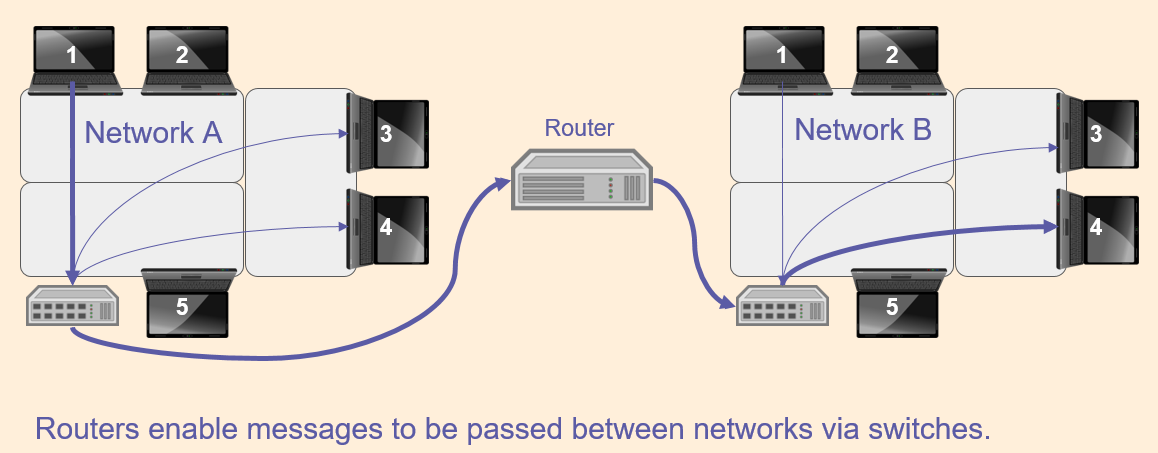 1
2
Network A
3
4
5
Router
1
2
Network B
3
4
5
Routers enable messages to be passed between networks via switches.